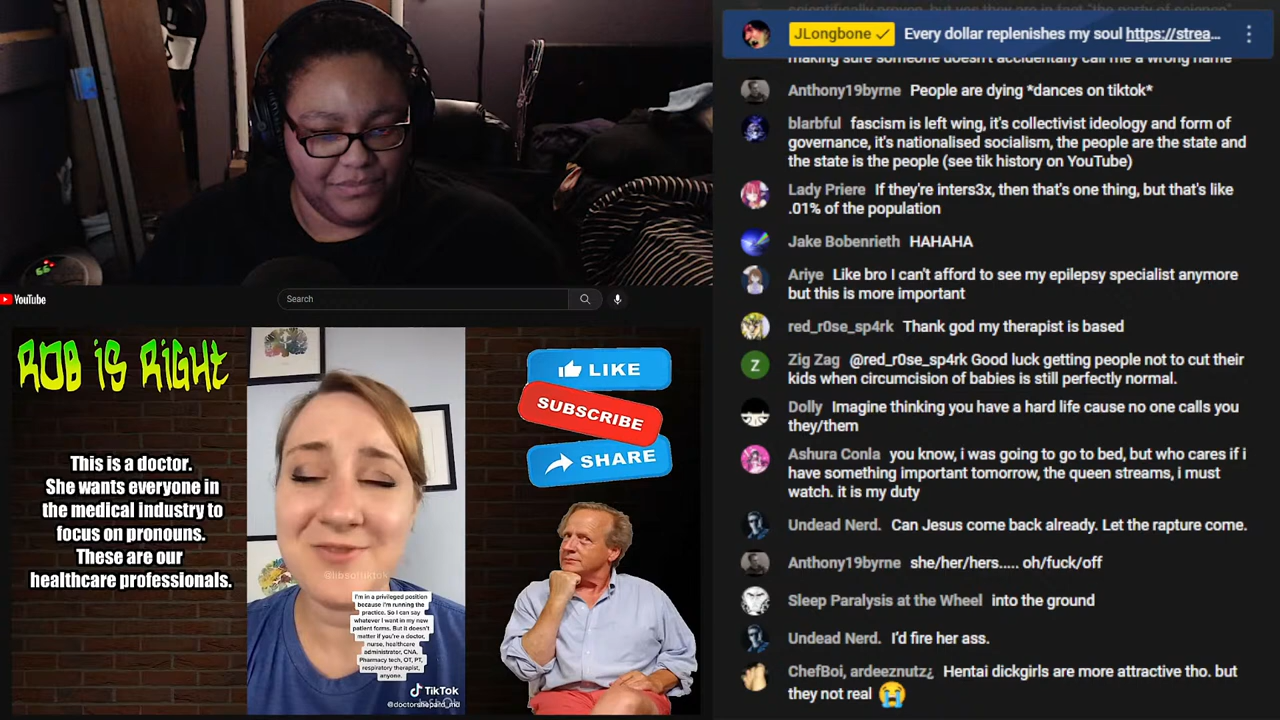 scientifically proven, but yes they are in fact "the party of science"
JLongbone Every dollar replenishes my soul https://strea...
making sure someone doesn't accidentally call me a wrong name
Anthony19byrne People are dying *dances on tiktok*
blarbful fascism is left wing, it's collectivist ideology and form of
governance, it's nationalised socialism, the people are the state and
the state is the people (see tik history on YouTube)
Lady Priere If they're inters3x, then that's one thing, but that's like
.01% of the population
Jake Bobenrieth HAHAHA
Ariye Like bro I can't afford to see my epilepsy specialist anymore
but this is more important
red_r0se_sp4rk Thank god my therapist is based
Z
Zig Zag @red_r0se_sp4rk Good luck getting people not to cut their
kids when circumcision of babies is still perfectly normal.
Dolly Imagine thinking you have a hard life cause no one calls you
they/them
Ashura Conla you know, i was going to go to bed, but who cares if i
have something important tomorrow, the queen streams, i must
watch. it is my duty
Undead Nerd. Can Jesus come back already. Let the rapture come.
Anthony19byrne she/her/hers..... oh/fuck/off
Sleep Paralysis at the Wheel into the ground
Undead Nerd. I'd fire her ass.
ChefBoi, ardeeznutz¿ Hentai dickgirls are more attractive tho. but
they not real 😭
YouTube
Search
ROB iS RiGHT
This is a doctor.
She wants everyone in
the medical industry to
focus on pronouns.
These are our
healthcare professionals.
@libsoftiktok
I'm in a privileged position
because I'm running the
practice. So I can say
whatever I want in my new
patient forms. But it doesn't
matter if you're a doctor,
nurse, healthcare
administrator, CNA,
Pharmacy tech, OT, PT,
respiratory therapist,
anyone.
TikTok
@doctorshepard_md
LIKE
SUBSCRIBE
SHARE